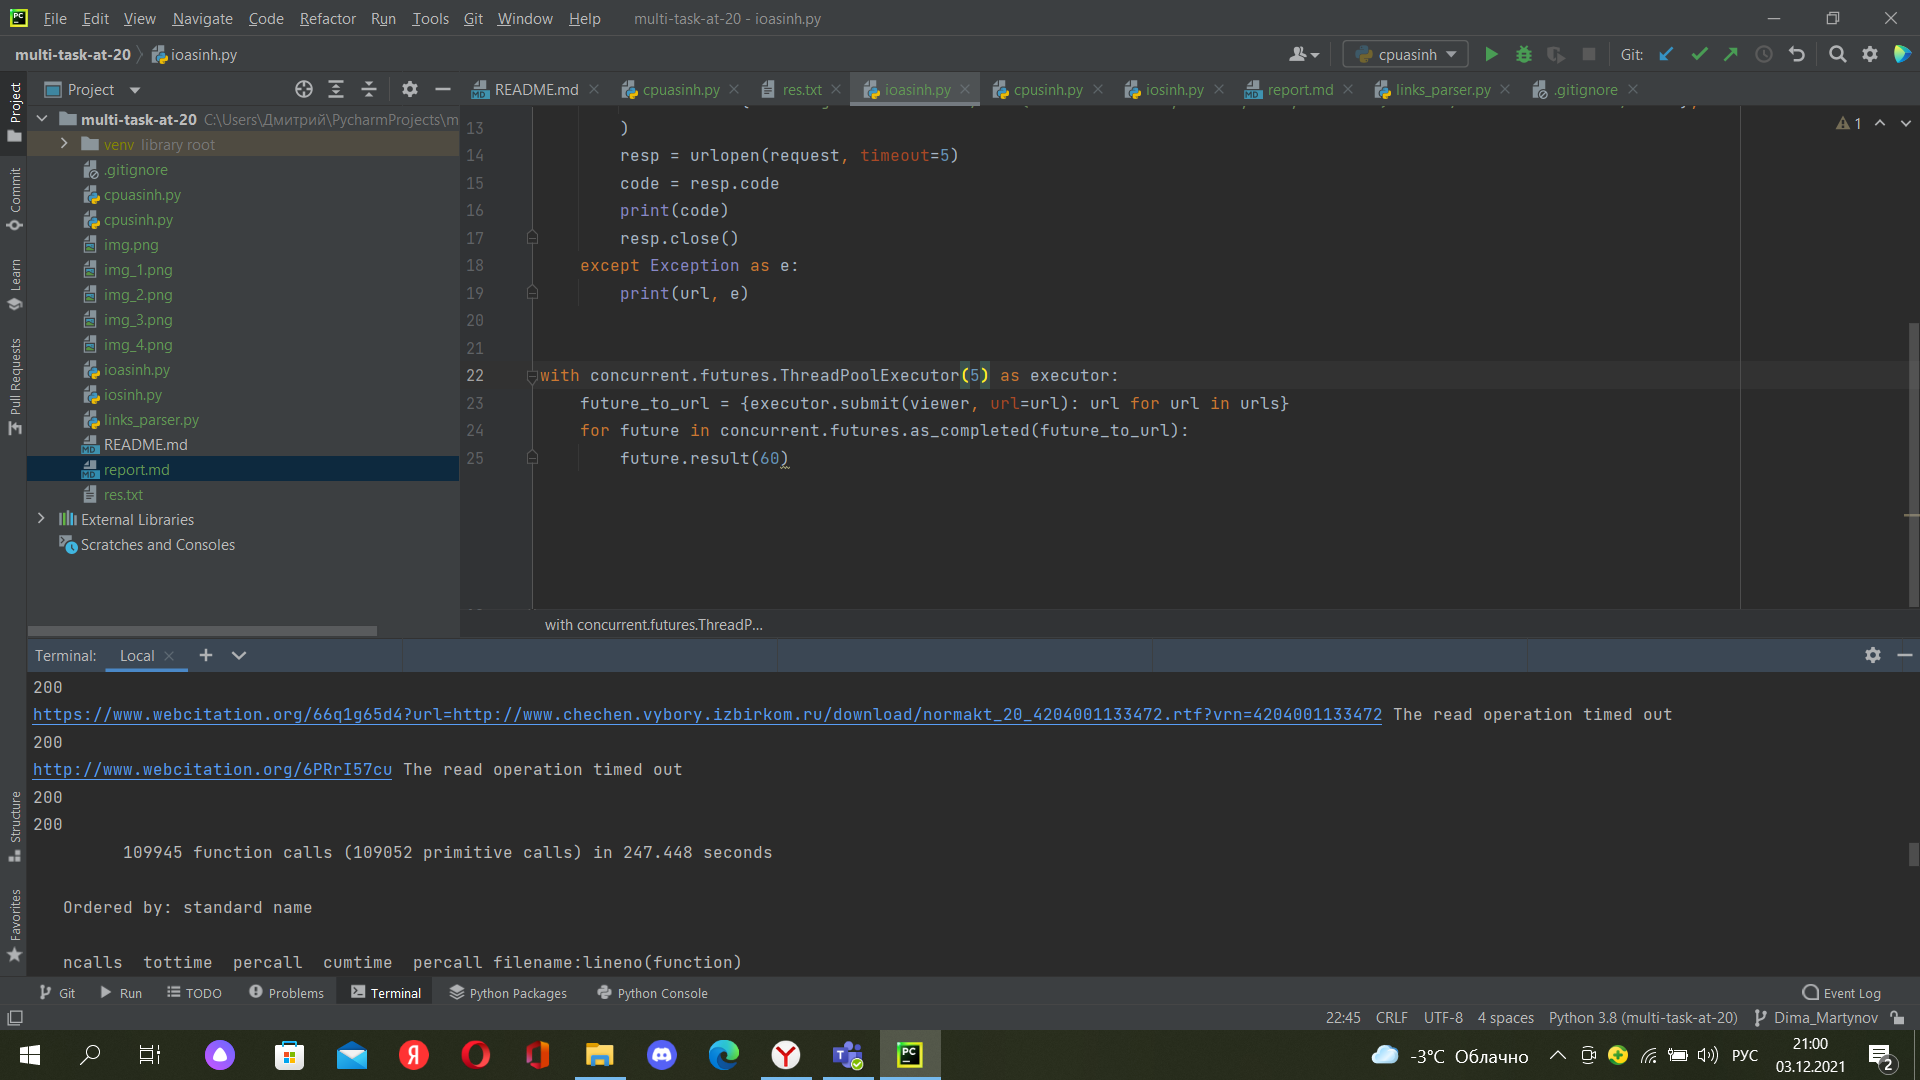 File Edit View Navigate Code Refactor Run Tools Git Window Help multi-task-at-20 - ioasinh.py
multi-task-at-20 ioasinh.py cpuasinh Git:
Project README.md cpuasinh.py res.txt ioasinh.py cpusinh.py iosinh.py report.md links_parser.py .gitignore
multi-task-at-20 C:\Users\Дмитрий\PycharmProjects\m
venv library root
.gitignore
cpuasinh.py
cpusinh.py
img.png
img_1.png
img_2.png
img_3.png
img_4.png
ioasinh.py
iosinh.py
links_parser.py
README.md
report.md
res.txt
External Libraries
Scratches and Consoles
Project
Commit
Learn
Pull Requests
Structure
Favorites
1
13 )
14 resp = urlopen(request, timeout=5)
15 code = resp.code
16 print(code)
17 resp.close()
18 except Exception as e:
19 print(url, e)
20
21
22 with concurrent.futures.ThreadPoolExecutor(5) as executor:
23 future_to_url = {executor.submit(viewer, url=url): url for url in urls}
24 for future in concurrent.futures.as_completed(future_to_url):
25 future.result(60)
with concurrent.futures.ThreadP...
Terminal: Local
200
https://www.webcitation.org/66q1g65d4?url=http://www.chechen.vybory.izbirkom.ru/download/normakt_20_4204001133472.rtf?vrn=4204001133472 The read operation timed out
200
http://www.webcitation.org/6PRrI57cu The read operation timed out
200
200
109945 function calls (109052 primitive calls) in 247.448 seconds
Ordered by: standard name
ncalls tottime percall cumtime percall filename:lineno(function)
Git Run TODO Problems Terminal Python Packages Python Console Event Log
22:45 CRLF UTF-8 4 spaces Python 3.8 (multi-task-at-20) Dima_Martynov
-3°C Облачно РУС 21:00
03.12.2021 2